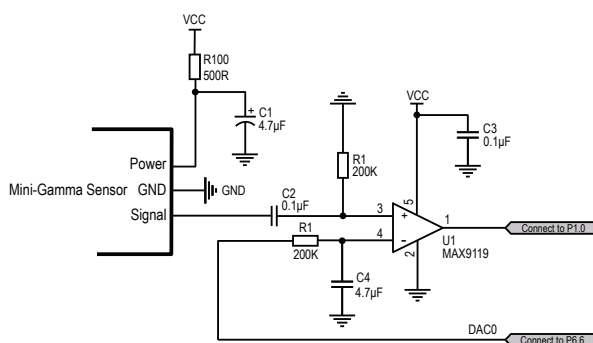 VCC
R100
500R
C1
4.7µF
+
VCC
C3
0.1µF
R1
200K
Power
Mini-Gamma Sensor
GND
GND
Signal
C2
0.1µF
3
+
5
1
Connect to P1.0
R1
200K
4
-
2
U1
MAX9119
C4
4.7µF
DAC0
Connect to P6.6